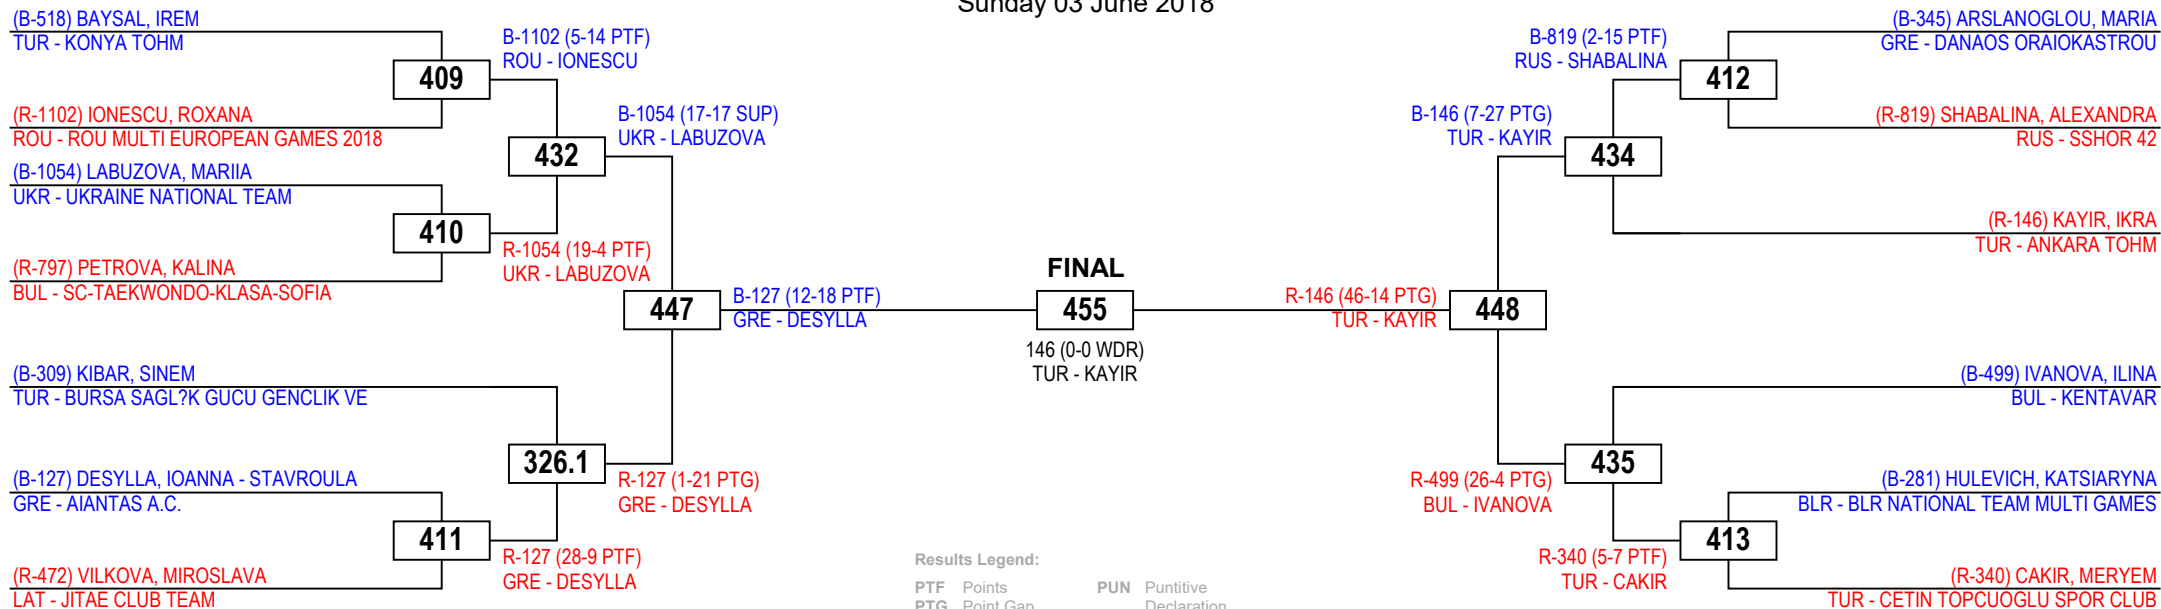 Sunday 03 June 2018
(B-518) BAYSAL, IREM
TUR - KONYA TOHM
409
(R-1102) IONESCU, ROXANA
ROU - ROU MULTI EUROPEAN GAMES 2018
(B-1054) LABUZOVA, MARIIA
UKR - UKRAINE NATIONAL TEAM
410
(R-797) PETROVA, KALINA
BUL - SC-TAEKWONDO-KLASA-SOFIA
(B-309) KIBAR, SINEM
TUR - BURSA SAGL?K GUCU GENCLIK VE
(B-127) DESYLLA, IOANNA - STAVROULA
GRE - AIANTAS A.C.
411
(R-472) VILKOVA, MIROSLAVA
LAT - JITAE CLUB TEAM
B-1102 (5-14 PTF)
ROU - IONESCU
432
R-1054 (19-4 PTF)
UKR - LABUZOVA
326.1
R-127 (28-9 PTF)
GRE - DESYLLA
B-1054 (17-17 SUP)
UKR - LABUZOVA
447
R-127 (1-21 PTG)
GRE - DESYLLA
B-127 (12-18 PTF)
GRE - DESYLLA
FINAL
455
146 (0-0 WDR)
TUR - KAYIR
R-146 (46-14 PTG)
TUR - KAYIR
448
B-146 (7-27 PTG)
TUR - KAYIR
R-499 (26-4 PTG)
BUL - IVANOVA
B-819 (2-15 PTF)
RUS - SHABALINA
434
435
R-340 (5-7 PTF)
TUR - CAKIR
(B-345) ARSLANOGLOU, MARIA
GRE - DANAOS ORAIOKASTROU
412
(R-819) SHABALINA, ALEXANDRA
RUS - SSHOR 42
(R-146) KAYIR, IKRA
TUR - ANKARA TOHM
(B-499) IVANOVA, ILINA
BUL - KENTAVAR
(B-281) HULEVICH, KATSIARYNA
BLR - BLR NATIONAL TEAM MULTI GAMES
413
(R-340) CAKIR, MERYEM
TUR - CETIN TOPCUOGLU SPOR CLUB
Results Legend:
PTF Points PUN Puntitive
PTG Point Gap Declaration